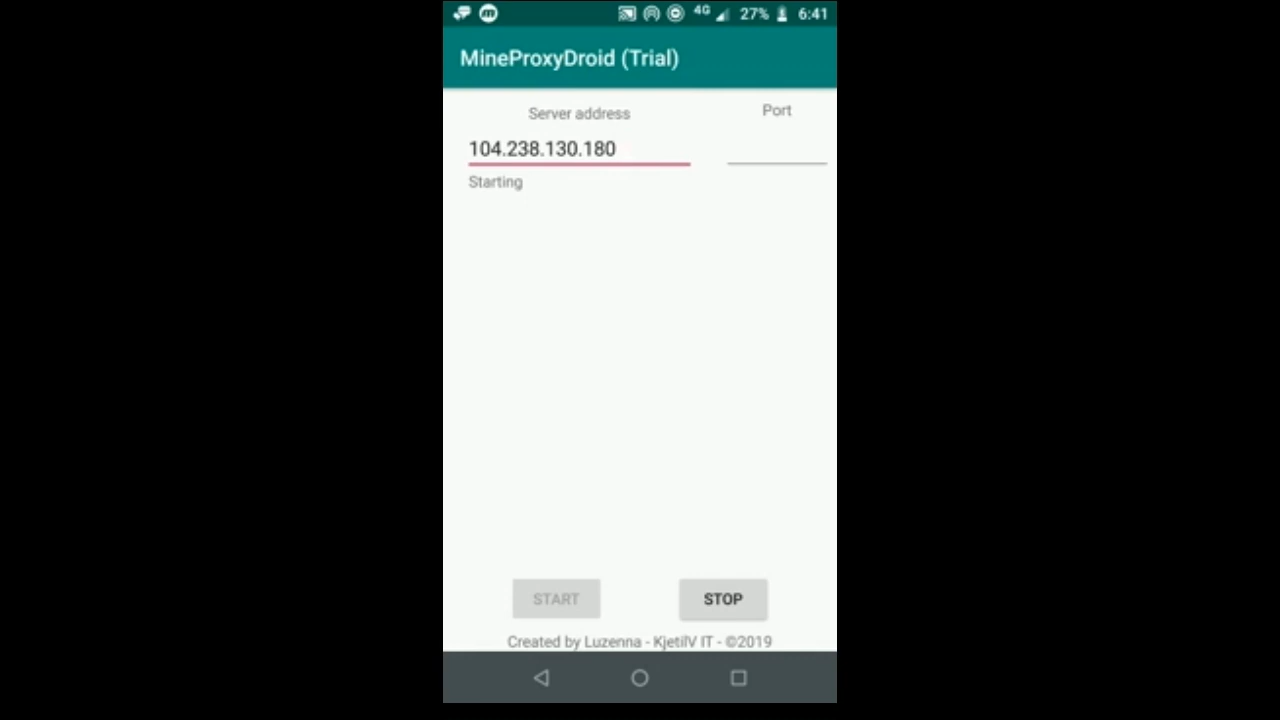 4G 27% 6:41
MineProxyDroid (Trial)
Server address Port
104.238.130.180
Starting
START STOP
Created by Luzenna - KjetilV IT - ©2019